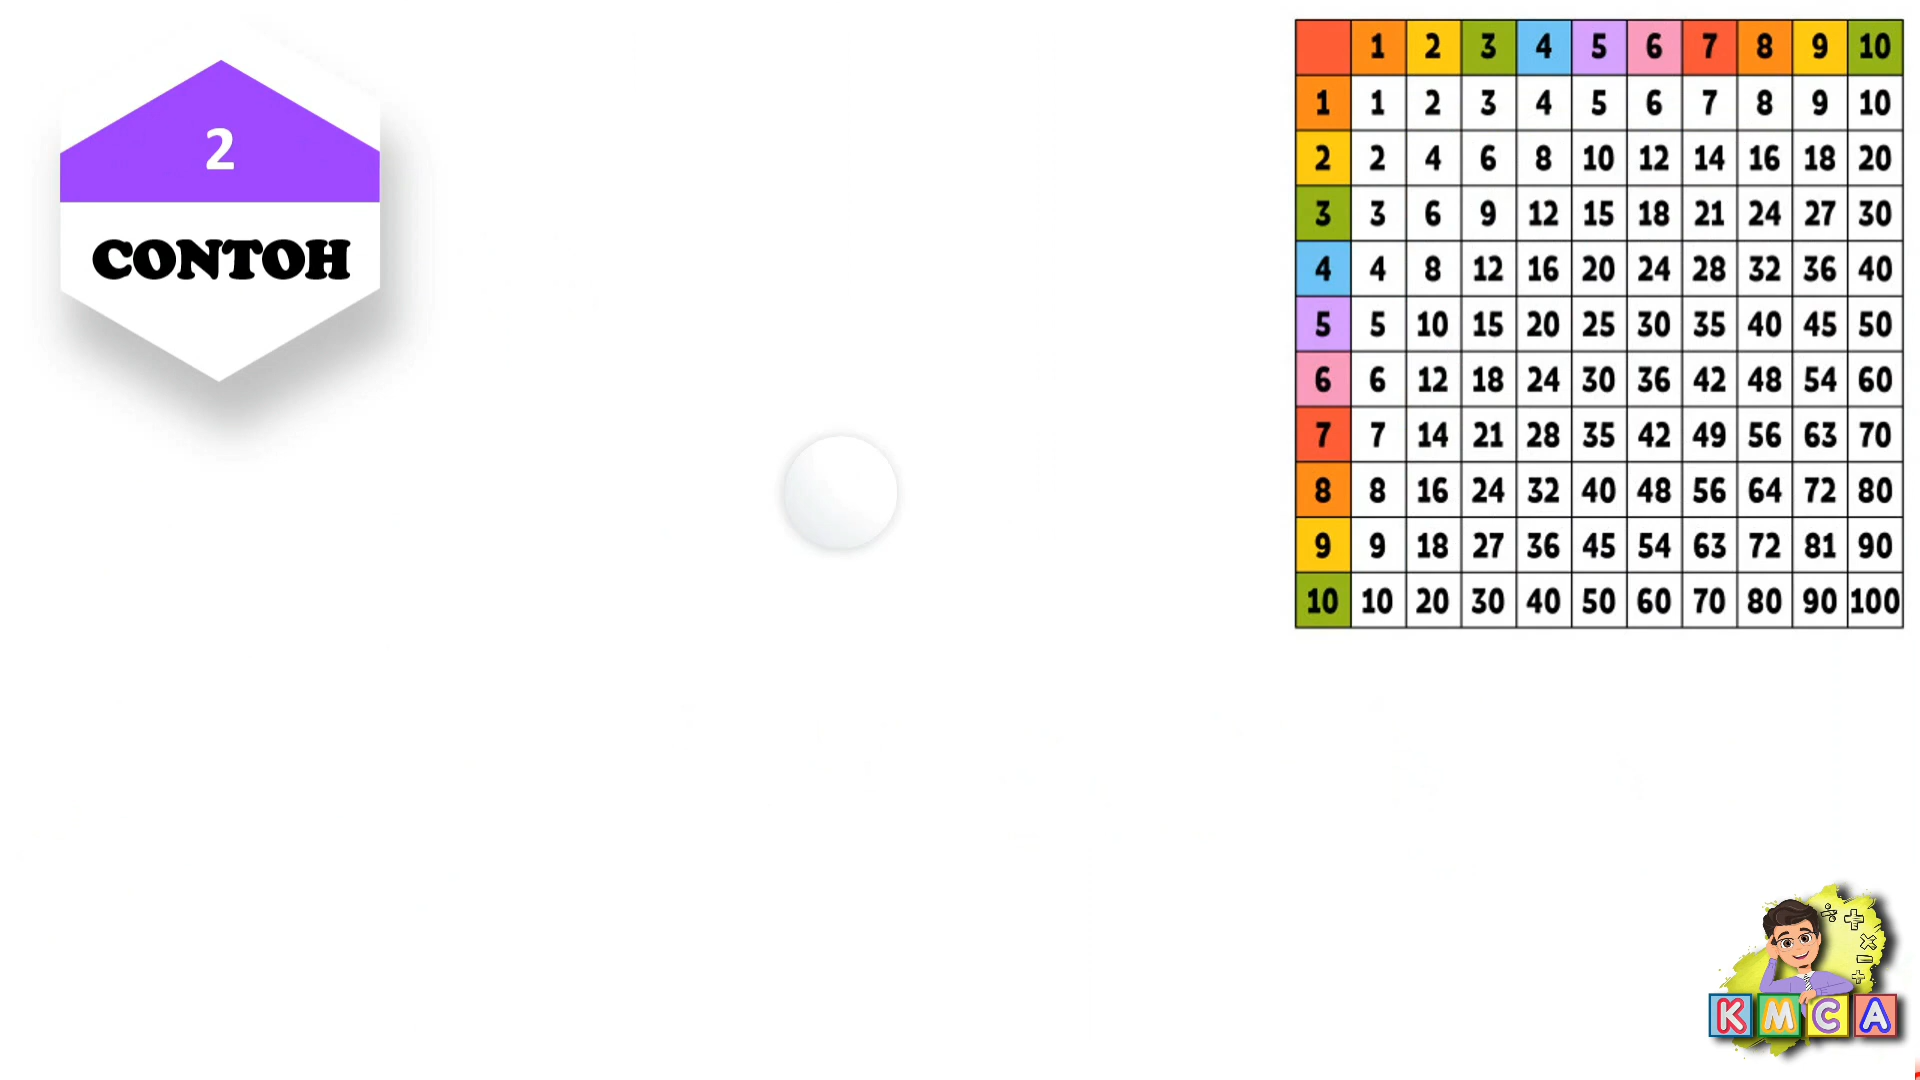 2
CONTOH
1 2 3 4 5 6 7 8 9 10
1 1 2 3 4 5 6 7 8 9 10
2 2 4 6 8 10 12 14 16 18 20
3 3 6 9 12 15 18 21 24 27 30
4 4 8 12 16 20 24 28 32 36 40
5 5 10 15 20 25 30 35 40 45 50
6 6 12 18 24 30 36 42 48 54 60
7 7 14 21 28 35 42 49 56 63 70
8 8 16 24 32 40 48 56 64 72 80
9 9 18 27 36 45 54 63 72 81 90
10 10 20 30 40 50 60 70 80 90 100
KMCA